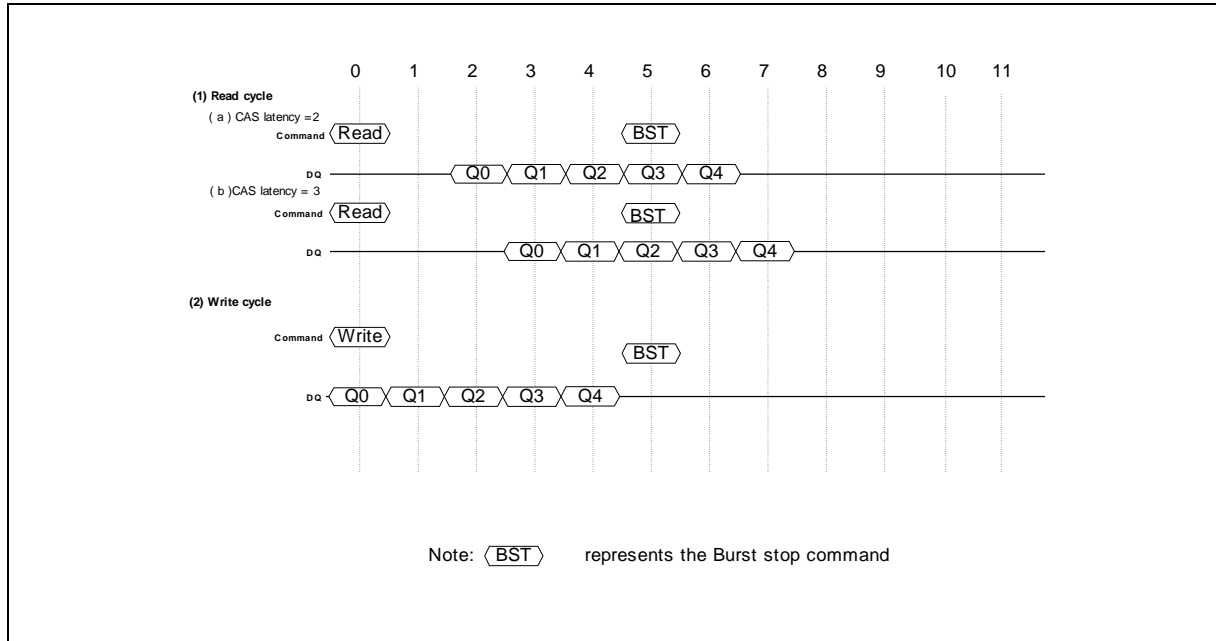 0 1 2 3 4 5 6 7 8 9 10 11
(1) Read cycle
( a ) CAS latency =2
Command Read BST
DQ Q0 Q1 Q2 Q3 Q4
( b )CAS latency = 3
Command Read BST
DQ Q0 Q1 Q2 Q3 Q4
(2) Write cycle
Command Write
BST
DQ Q0 Q1 Q2 Q3 Q4
Note: BST represents the Burst stop command